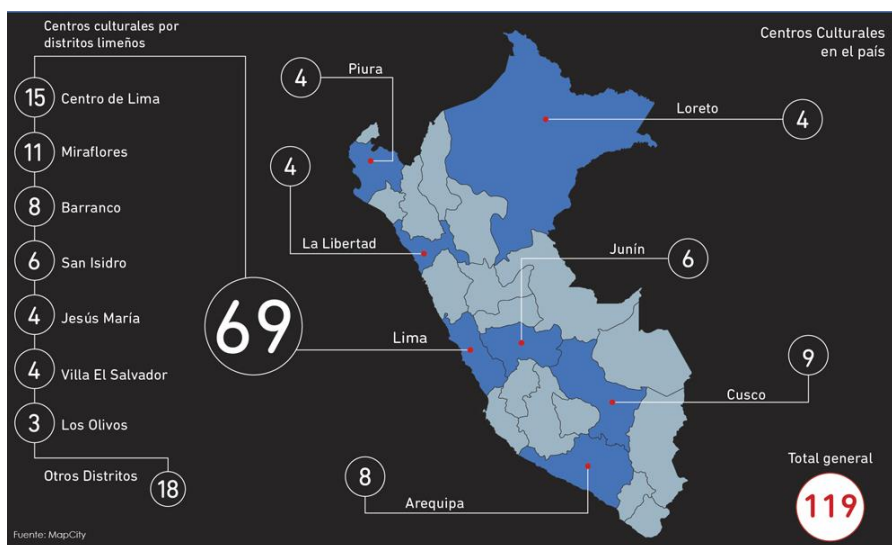 Centros culturales por
distritos limeños
15 Centro de Lima
11 Miraflores
8 Barranco
6 San Isidro
4 Jesús María
4 Villa El Salvador
3 Los Olivos
Otros Distritos 18
69
Centros Culturales
en el país
4 Piura
Loreto 4
4 La Libertad
Junín 6
Lima
9 Cusco
8 Arequipa
Total general
119
Fuente: MapCity